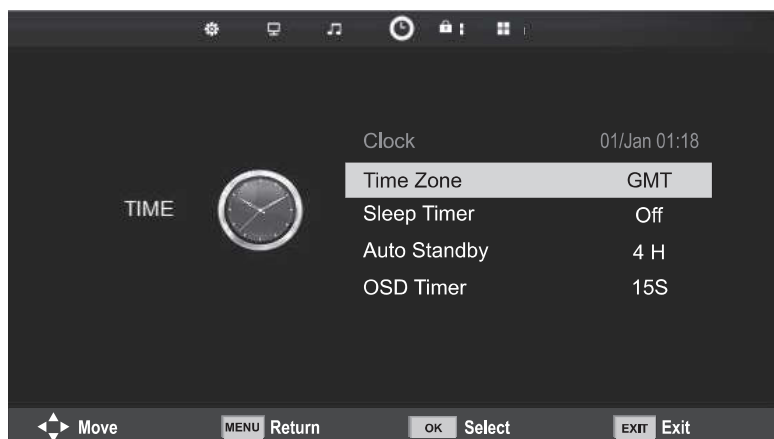 Clock 01/Jan 01:18
Time Zone GMT
TIME
Sleep Timer Off
Auto Standby 4 H
OSD Timer 15S
Move MENU Return OK Select EXIT Exit